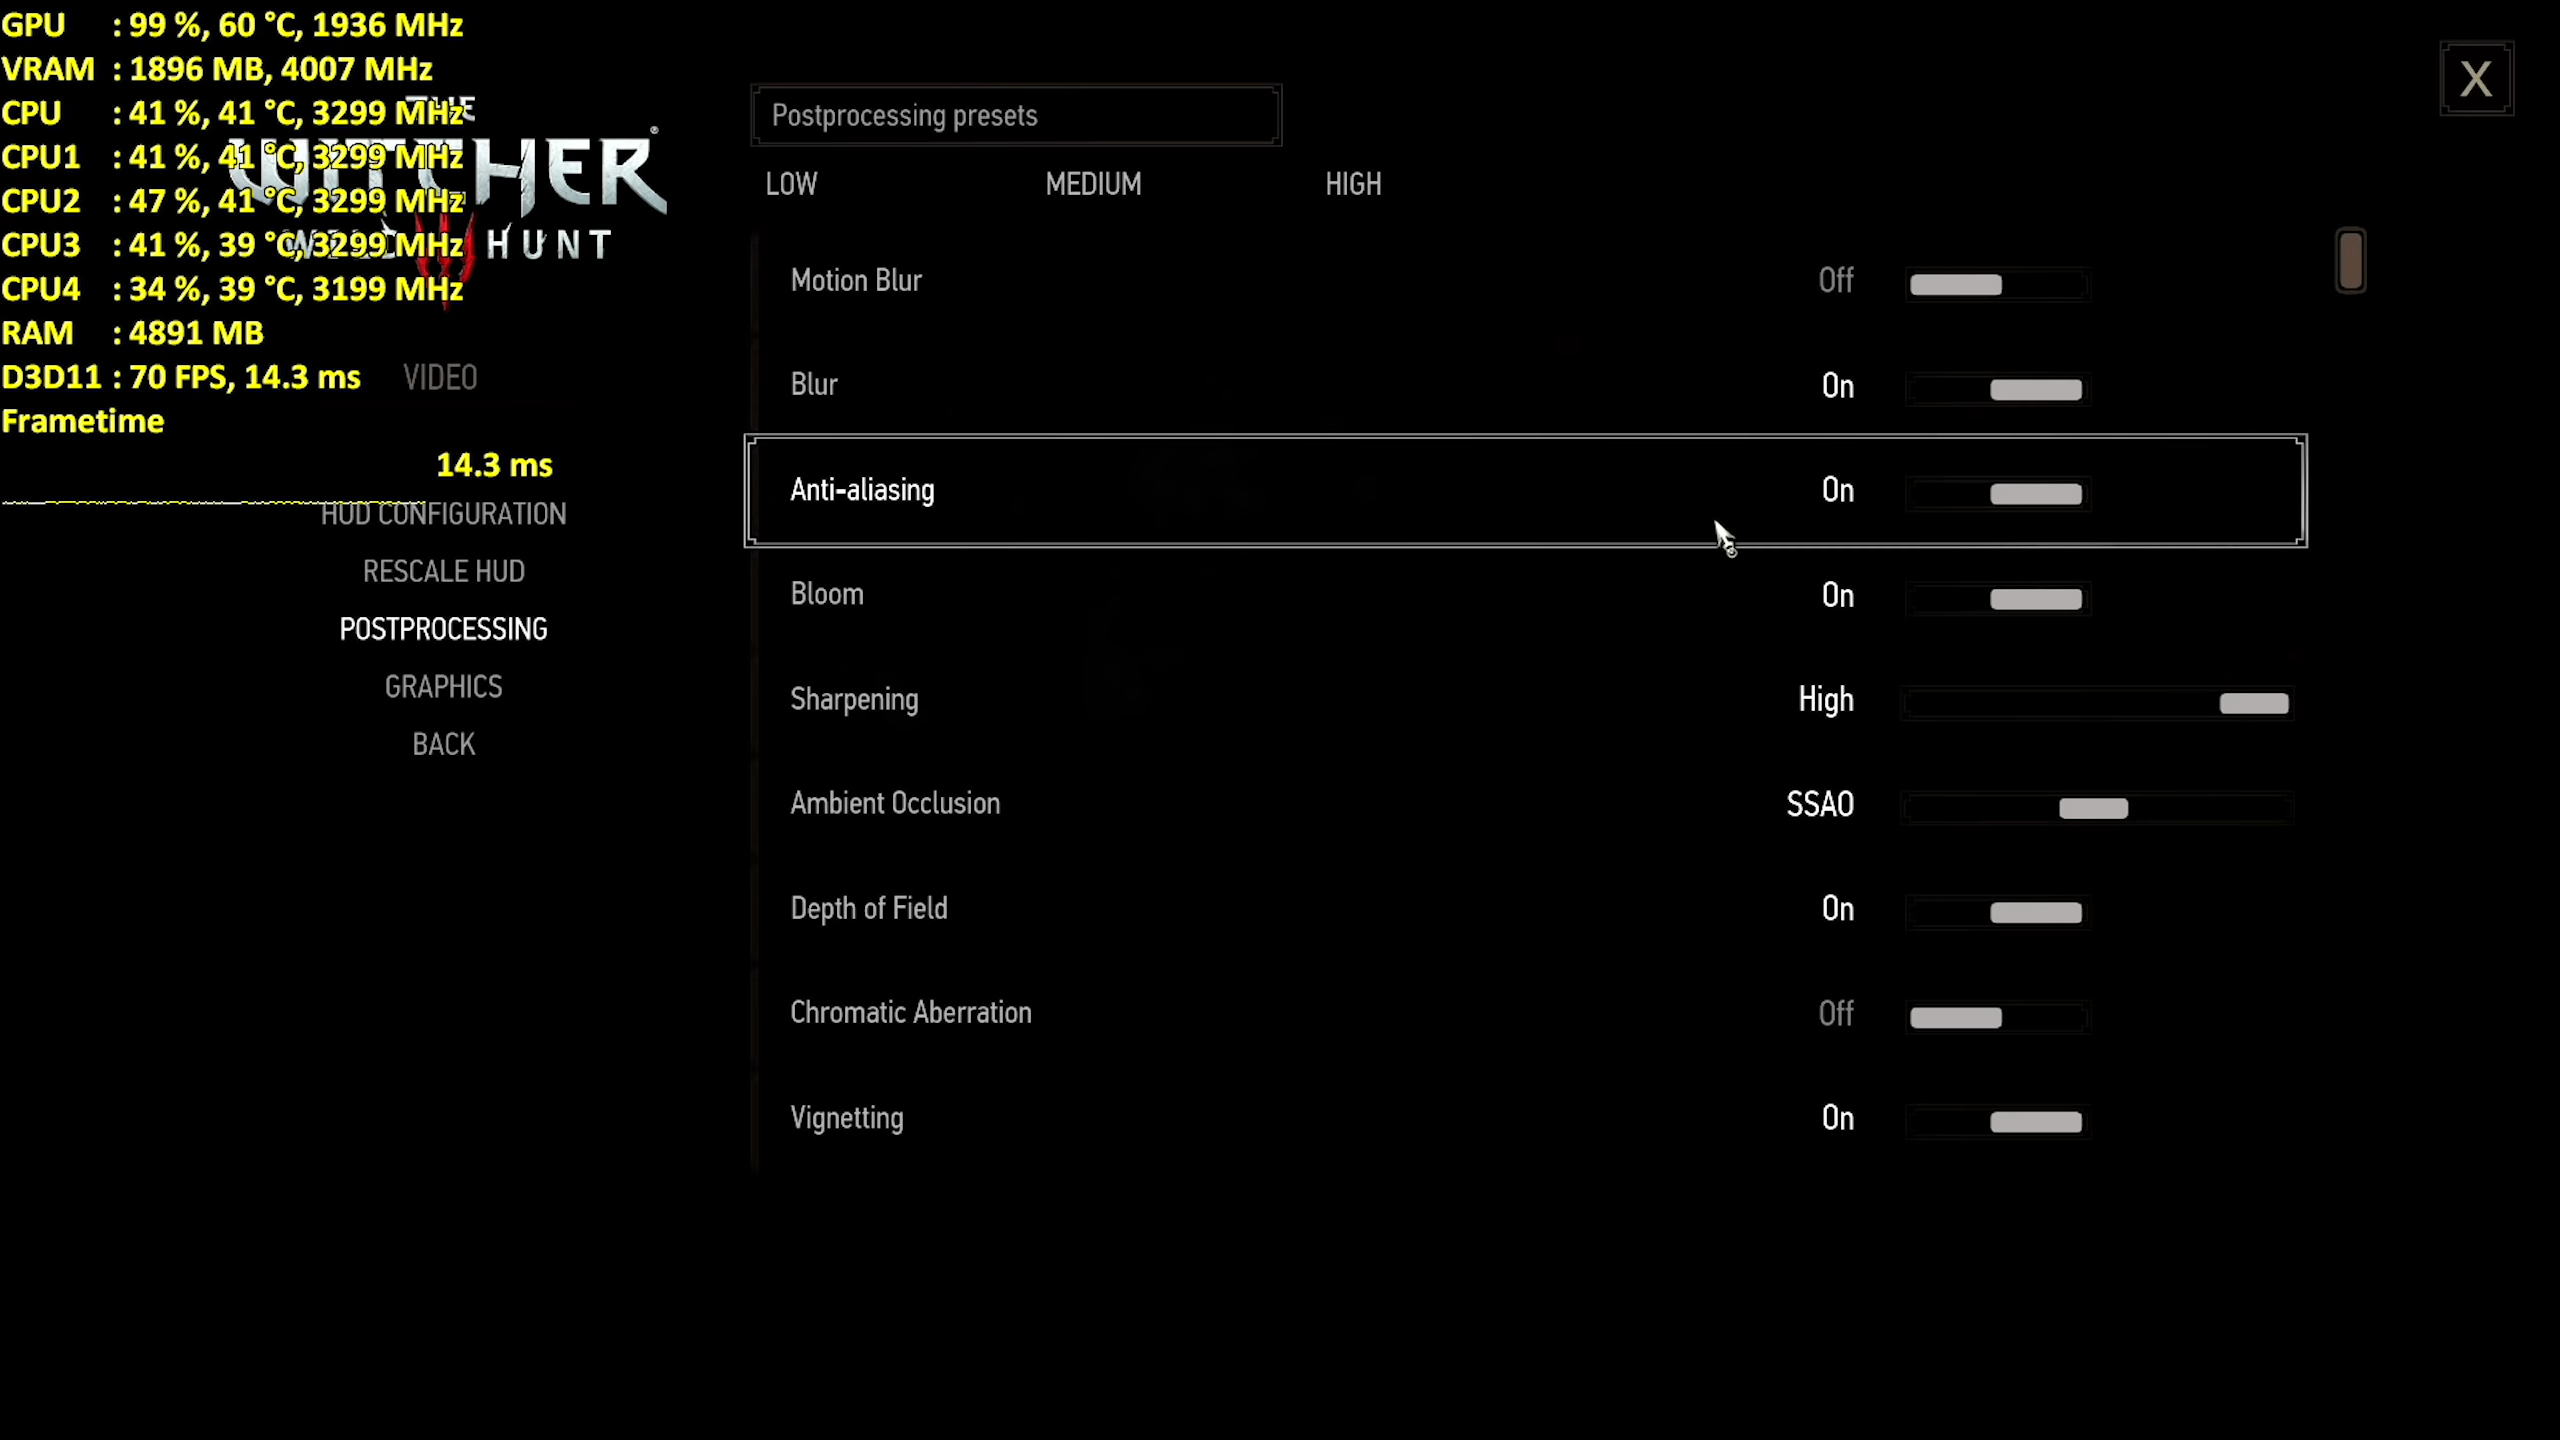 GPU : 99 %, 60 °C, 1936 MHz
VRAM : 1896 MB, 4007 MHz
CPU : 41 %, 41 °C, 3299 MHz
CPU1 : 41 %, 41 °C, 3299 MHz
CPU2 : 47 %, 41 °C, 3299 MHz
CPU3 : 41 %, 39 °C, 3299 MHz
CPU4 : 34 %, 39 °C, 3199 MHz
RAM : 4891 MB
D3D11 : 70 FPS, 14.3 ms
Frametime
14.3 ms
THE
WITCHER®
WILD HUNT
VIDEO
HUD CONFIGURATION
RESCALE HUD
POSTPROCESSING
GRAPHICS
BACK
Postprocessing presets
LOW MEDIUM HIGH
X
Motion Blur Off
Blur On
Anti-aliasing On
Bloom On
Sharpening High
Ambient Occlusion SSAO
Depth of Field On
Chromatic Aberration Off
Vignetting On